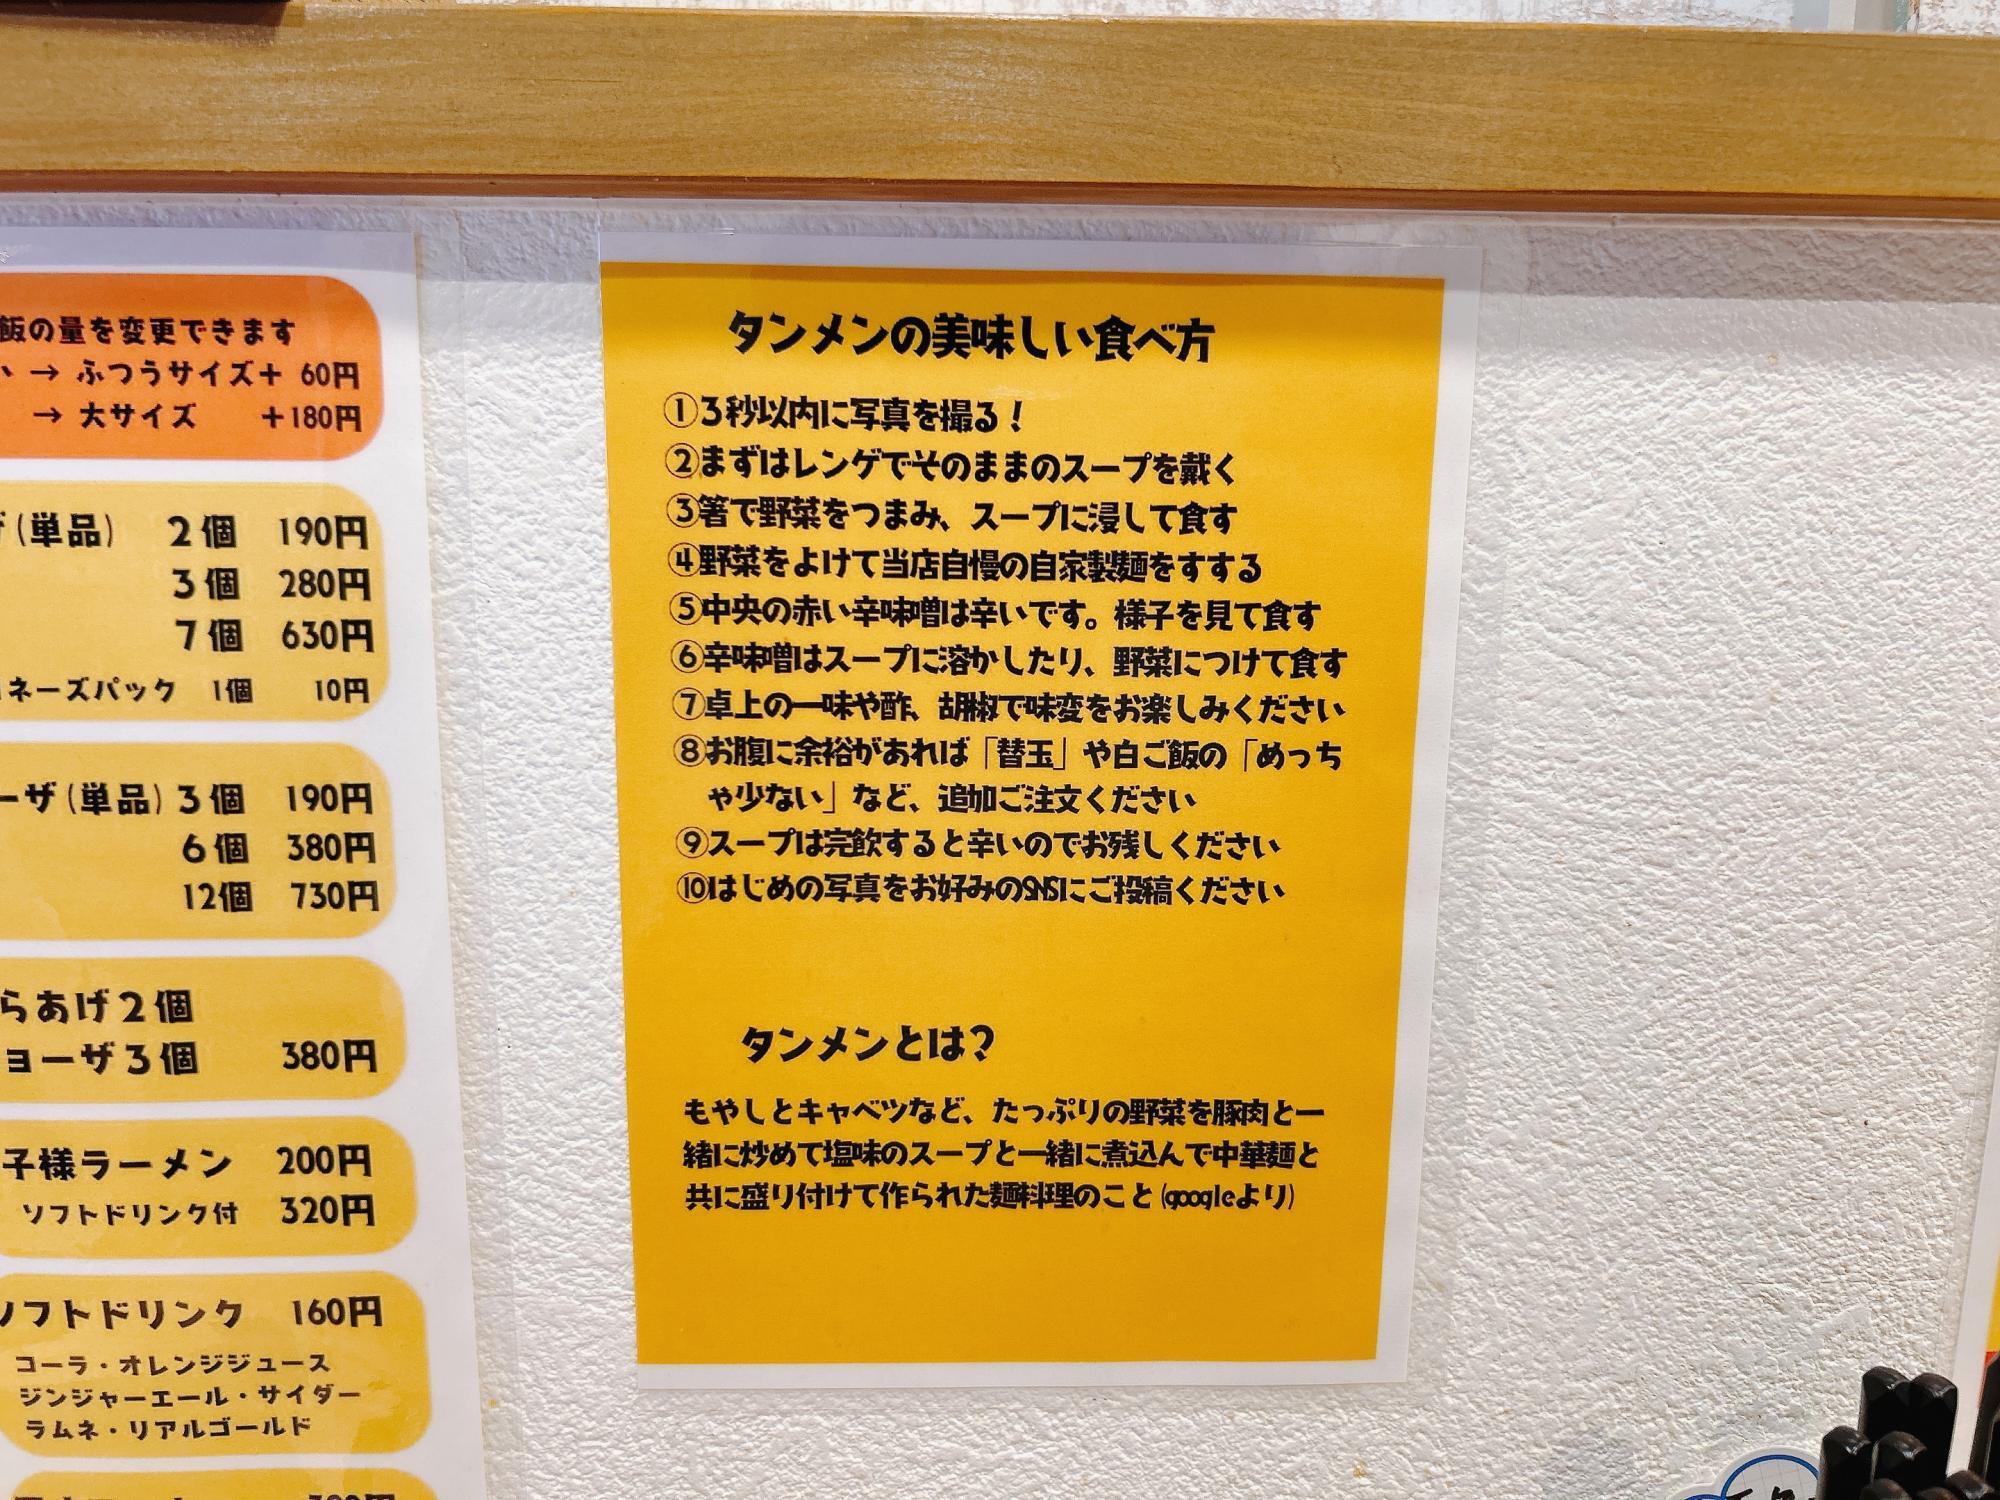 飯の量を変更できます
→ ふつうサイズ+ 60円
→ 大サイズ +180円
(単品) 2個 190円
3個 280円
7個 630円
ネーズパック 1個 10円
ーザ(単品) 3個 190円
6個 380円
12個 730円
らあげ2個
ョーザ3個 380円
子様ラーメン 200円
ソフトドリンク付 320円
ソフトドリンク 160円
コーラ・オレンジジュース
ジンジャーエール・サイダー
ラムネ・リアルゴールド
タンメンの美味しい食べ方
①3秒以内に写真を撮る!
②まずはレンゲでそのままのスープを戴く
③箸で野菜をつまみ、スープに浸して食す
④野菜をよけて当店自慢の自家製麺をすする
⑤中央の赤い辛味噌は辛いです。様子を見て食す
⑥辛味噌はスープに溶かしたり、野菜につけて食す
⑦卓上の一味や酢、胡椒で味変をお楽しみください
⑧お腹に余裕があれば「替玉」や白ご飯の「めっち
ゃ少ない」など、追加ご注文ください
⑨スープは完飲すると辛いのでお残しください
⑩はじめの写真をお好みのSNSにご投稿ください
タンメンとは?
もやしとキャベツなど、たっぷりの野菜を豚肉と一
緒に炒めて塩味のスープと一緒に煮込んで中華麺と
共に盛り付けて作られた麺料理のこと(googleより)